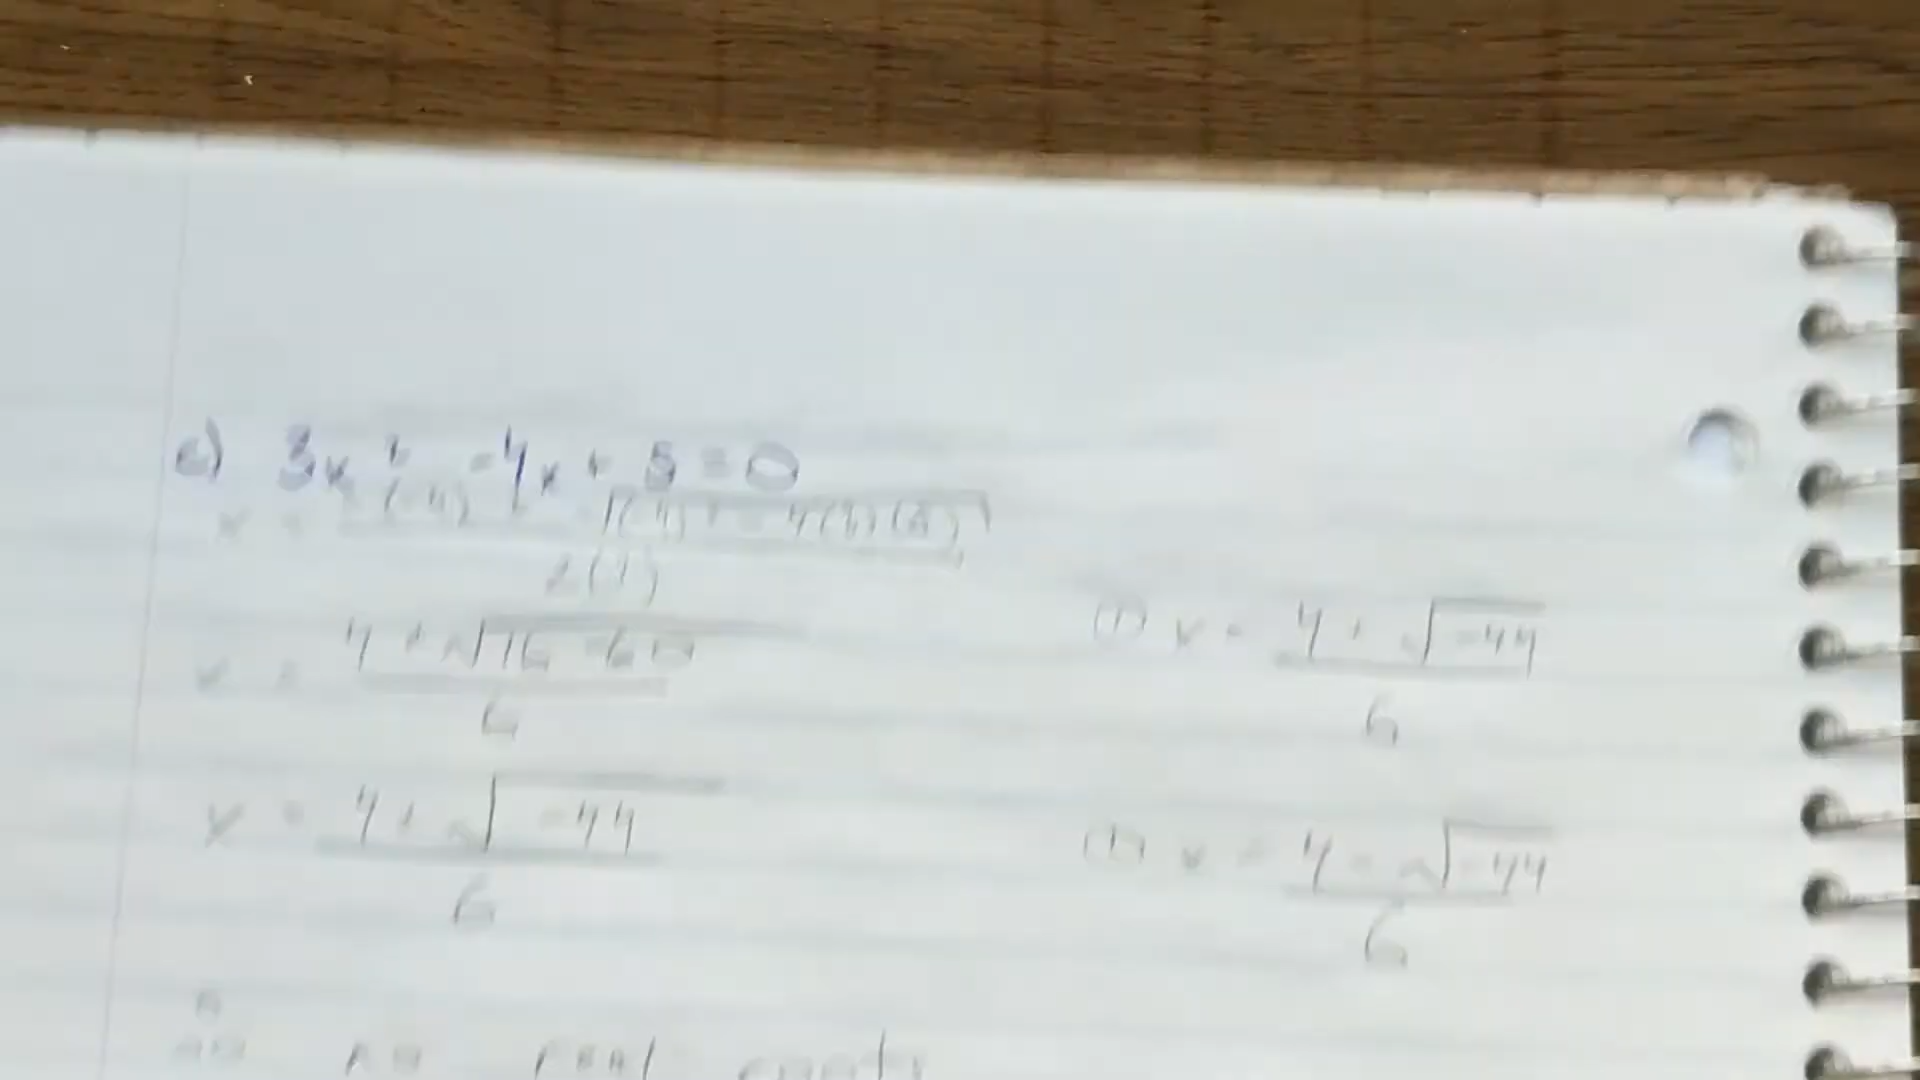 c) 3x² - 4x + 5 = 0
x = -(-4) ± √(-4)² - 4(3)(5)
2(3)
x = 4 ± √16 - 60
6
x = 4 ± √-44
6
(1) x = 4 + √-44
6
(2) x = 4 - √-44
6
∴ no real roots